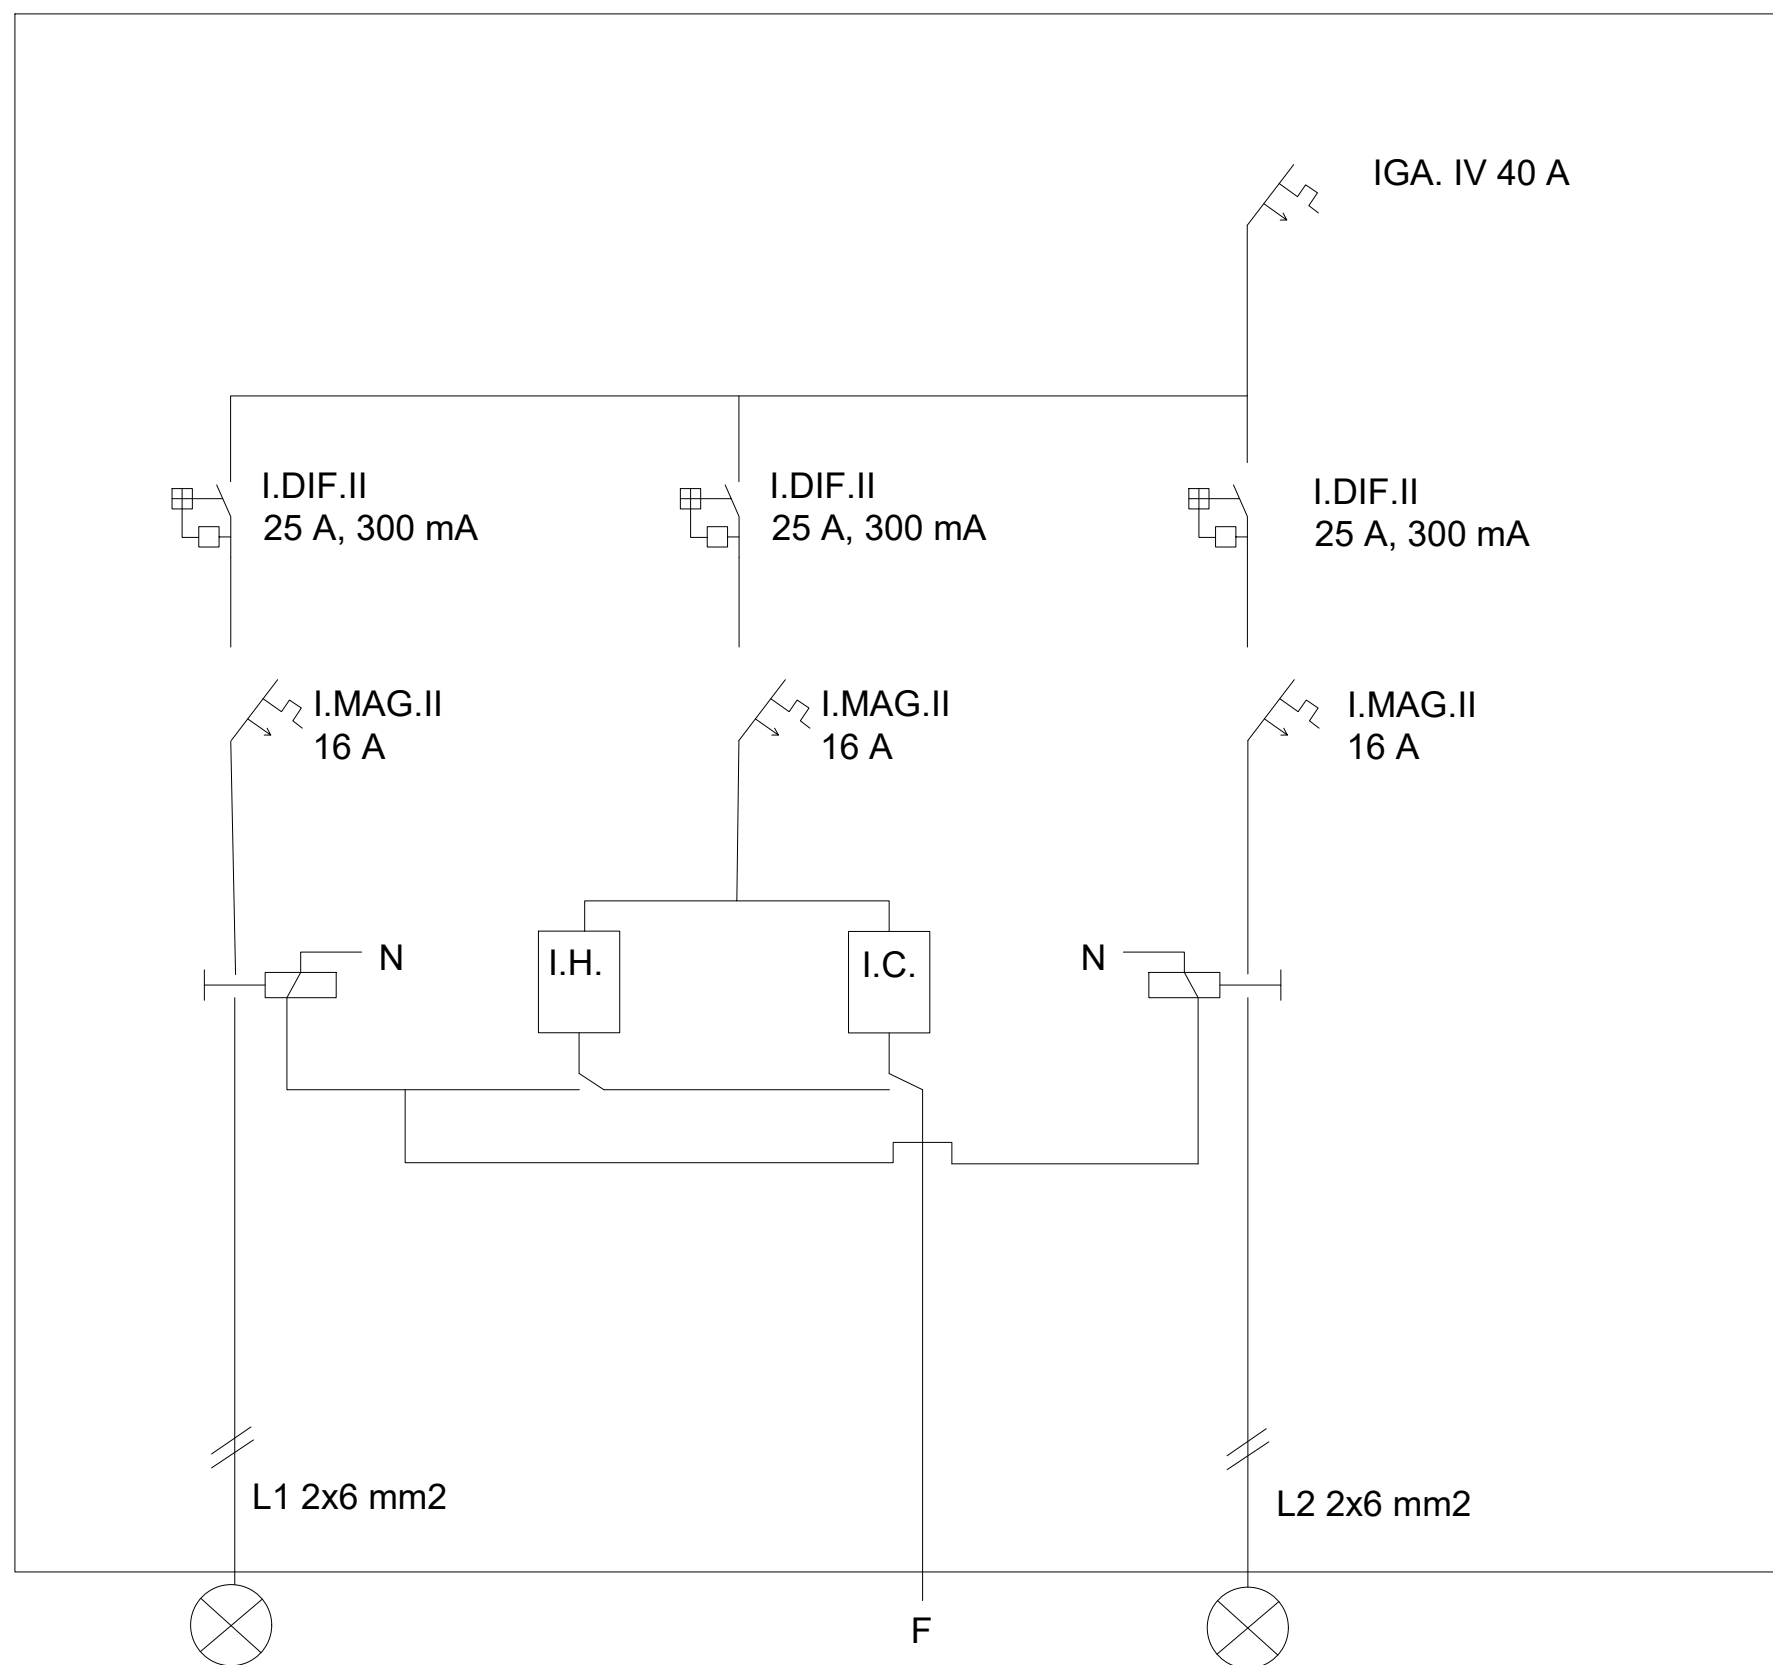 IGA. IV 40 A
I.DIF.II
25 A, 300 mA
I.DIF.II
25 A, 300 mA
I.DIF.II
25 A, 300 mA
I.MAG.II
16 A
I.MAG.II
16 A
I.MAG.II
16 A
N
I.H.
I.C.
N
L1 2x6 mm2
L2 2x6 mm2
F